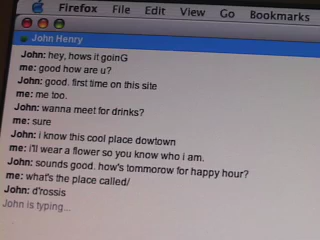 Firefox File Edit View Go Bookmarks
John Henry
John: hey, hows it goinG
me: good how are u?
John: good. first time on this site
me: me too.
John: wanna meet for drinks?
me: sure
John: i know this cool place dowtown
me: i'll wear a flower so you know who i am.
John: sounds good. how's tommorow for happy hour?
me: what's the place called/
John: d'rossis
John is typing...